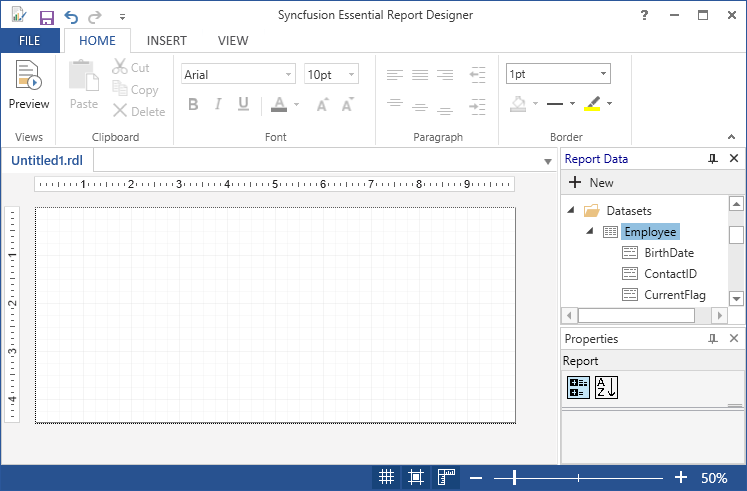 Syncfusion Essential Report Designer ?
FILE HOME INSERT VIEW
Preview
Paste
Cut
Copy
Delete
Arial 10pt
B I U A A A
1pt
Views Clipboard Font Paragraph Border
Untitled1.rdl
1 2 3 4 5 6 7 8 9
1
2
3
4
Report Data
New
Datasets
Employee
BirthDate
ContactID
CurrentFlag
Properties
Report
A
Z
50%